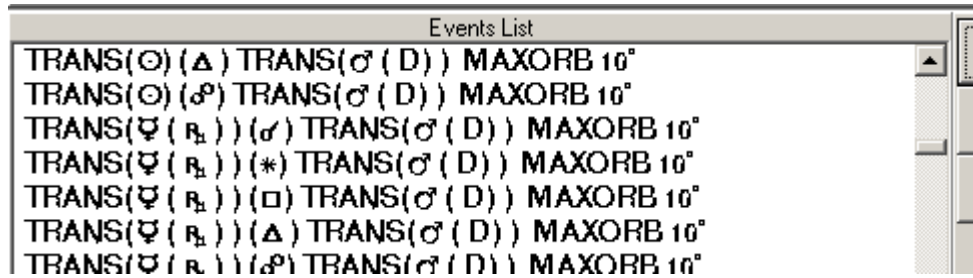 Events List
TRANS(☉)(△) TRANS(♂(D)) MAXORB 10°
TRANS(☉)(☍) TRANS(♂(D)) MAXORB 10°
TRANS(☿(℞))(☌) TRANS(♂(D)) MAXORB 10°
TRANS(☿(℞))(⚹) TRANS(♂(D)) MAXORB 10°
TRANS(☿(℞))(□) TRANS(♂(D)) MAXORB 10°
TRANS(☿(℞))(△) TRANS(♂(D)) MAXORB 10°
TRANS(☿(℞))(☍) TRANS(♂(D)) MAXORB 10°